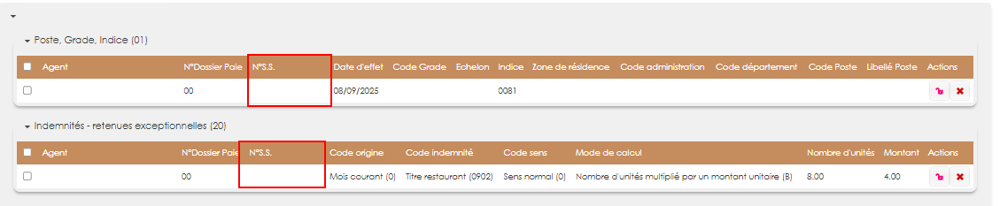 Poste, Grade, Indice (01)
Agent N°Dossier Paie N°S.S. Date d'effet Code Grade Echelon Indice Zone de résidence Code administration Code département Code Poste Libellé Poste Actions
00 08/09/2025 0081
Indemnités - retenues exceptionnelles (20)
Agent N°Dossier Paie N°S.S. Code origine Code indemnité Code sens Mode de calcul Nombre d'unités Montant Actions
00 Mois courant (0) Titre restaurant (0902) Sens normal (0) Nombre d'unités multiplié par un montant unitaire (B) 8.00 4.00